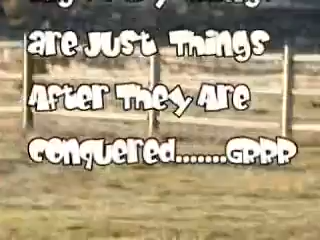 are Just Things
After They Are
conquered.......GRRR